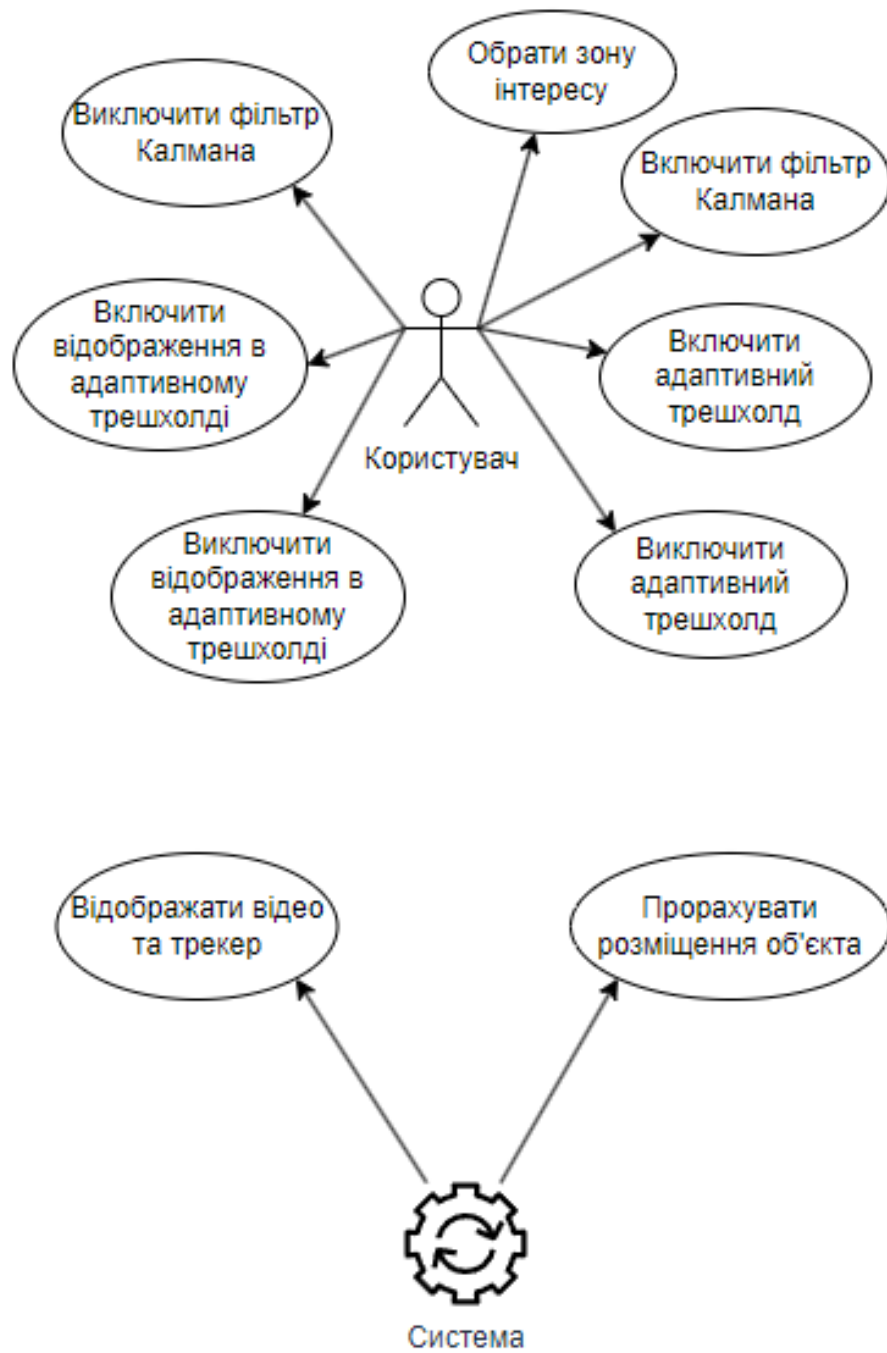 Обрати зону
інтересу
Виключити фільтр
Калмана
Включити фільтр
Калмана
Включити
відображення в
адаптивному
трешхолді
Включити
адаптивний
трешхолд
Користувач
Виключити
відображення в
адаптивному
трешхолді
Виключити
адаптивний
трешхолд
Відображати відео
та трекер
Прорахувати
розміщення об'єкта
Система